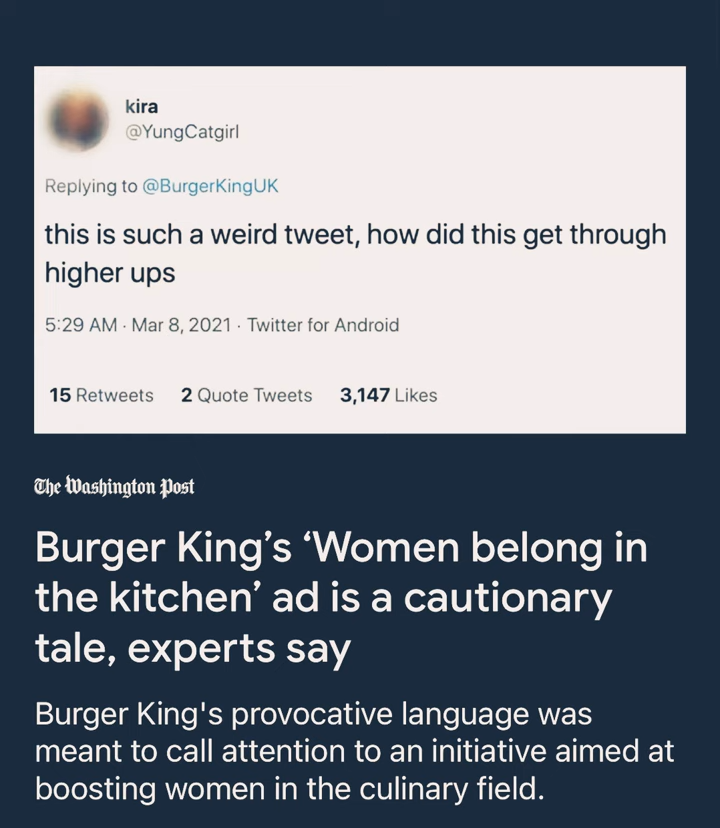 kira
@YungCatgirl
Replying to @BurgerKingUK
this is such a weird tweet, how did this get through
higher ups
5:29 AM · Mar 8, 2021 · Twitter for Android
15 Retweets 2 Quote Tweets 3,147 Likes
The Washington Post
Burger King’s ‘Women belong in
the kitchen’ ad is a cautionary
tale, experts say
Burger King's provocative language was
meant to call attention to an initiative aimed at
boosting women in the culinary field.